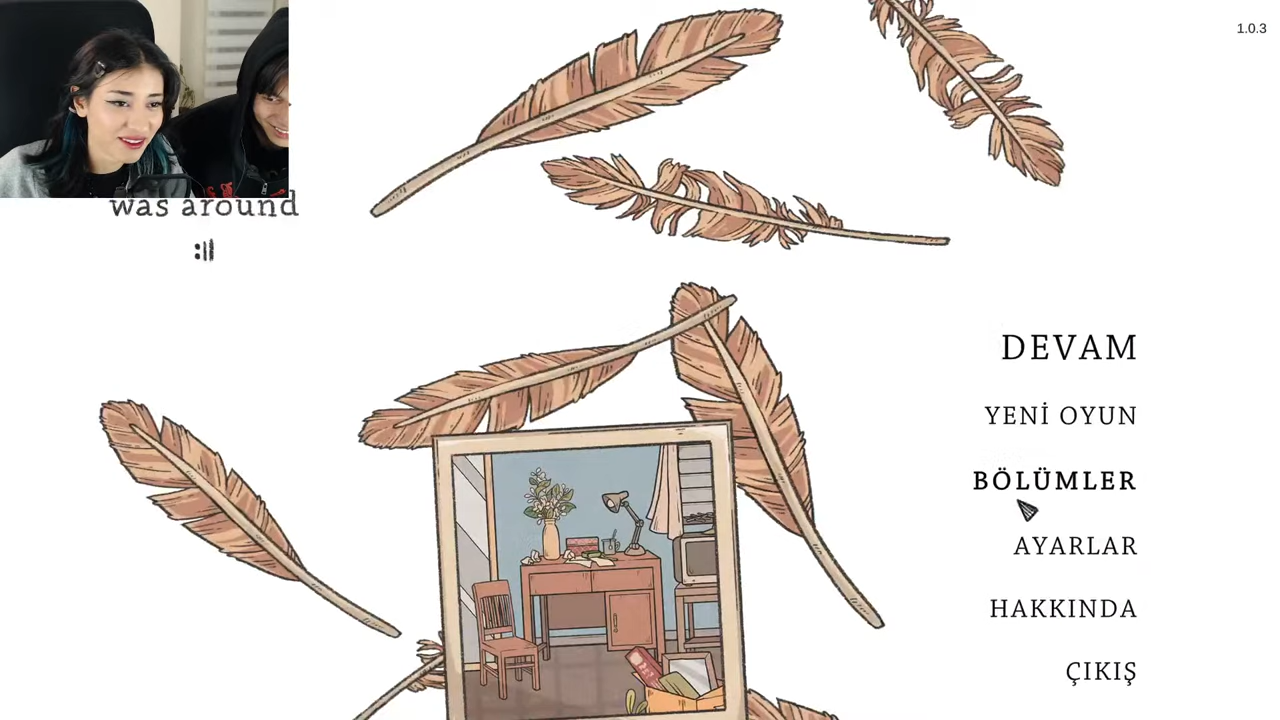 1.0.3
was around
:||
DEVAM
YENİ OYUN
BÖLÜMLER
AYARLAR
HAKKINDA
ÇIKIŞ